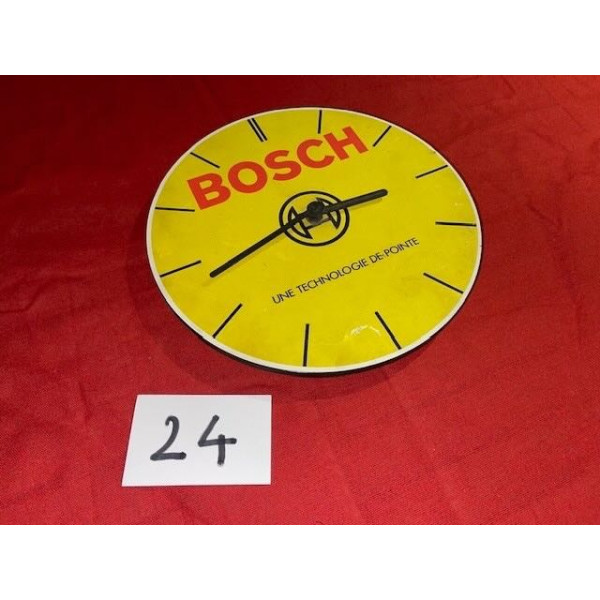 BOSCH
UNE TECHNOLOGIE DE POINTE
24